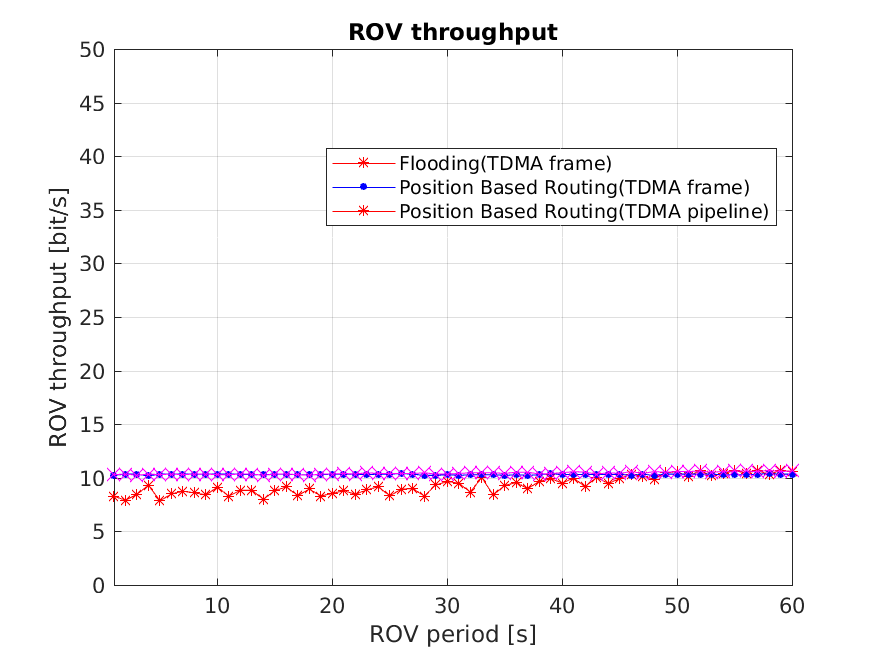 ROV throughput
50
45
40
35
30
25
20
15
10
5
0
ROV throughput [bit/s]
Flooding(TDMA frame)
Position Based Routing(TDMA frame)
Position Based Routing(TDMA pipeline)
10 20 30 40 50 60
ROV period [s]